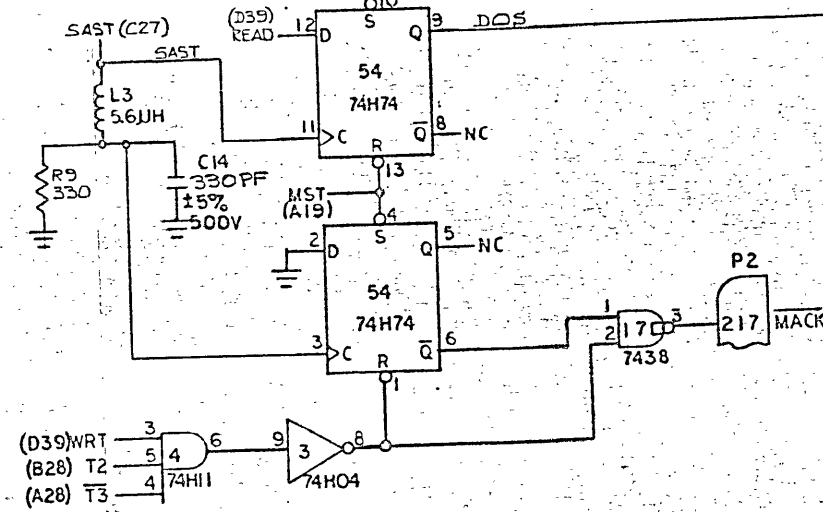 SAST (C27)
SAST
L3
5.6UH
R9
330
C14
330PF
±5%
500V
(D39)
READ
12
D
S
Q
9
DOS
54
74H74
11
C
Q̅
8
NC
R
13
MST
(A19)
4
2
D
S
Q
5
NC
54
74H74
3
C
Q̅
6
R
1
(D39) WRT
3
(B28) T2
5
(A28) T̅3̅
4
4
6
74H11
9
3
8
74H04
1
2
17
3
7438
P2
217
M̅A̅C̅K̅